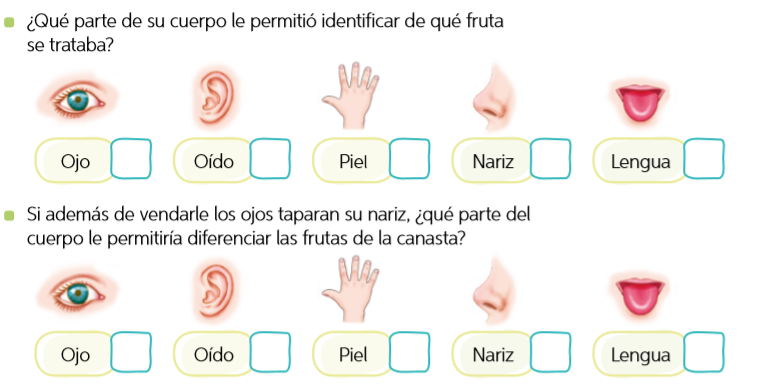 ¿Qué parte de su cuerpo le permitió identificar de qué fruta
se trataba?
Ojo Oído Piel Nariz Lengua
Si además de vendarle los ojos taparan su nariz, ¿qué parte del
cuerpo le permitiría diferenciar las frutas de la canasta?
Ojo Oído Piel Nariz Lengua